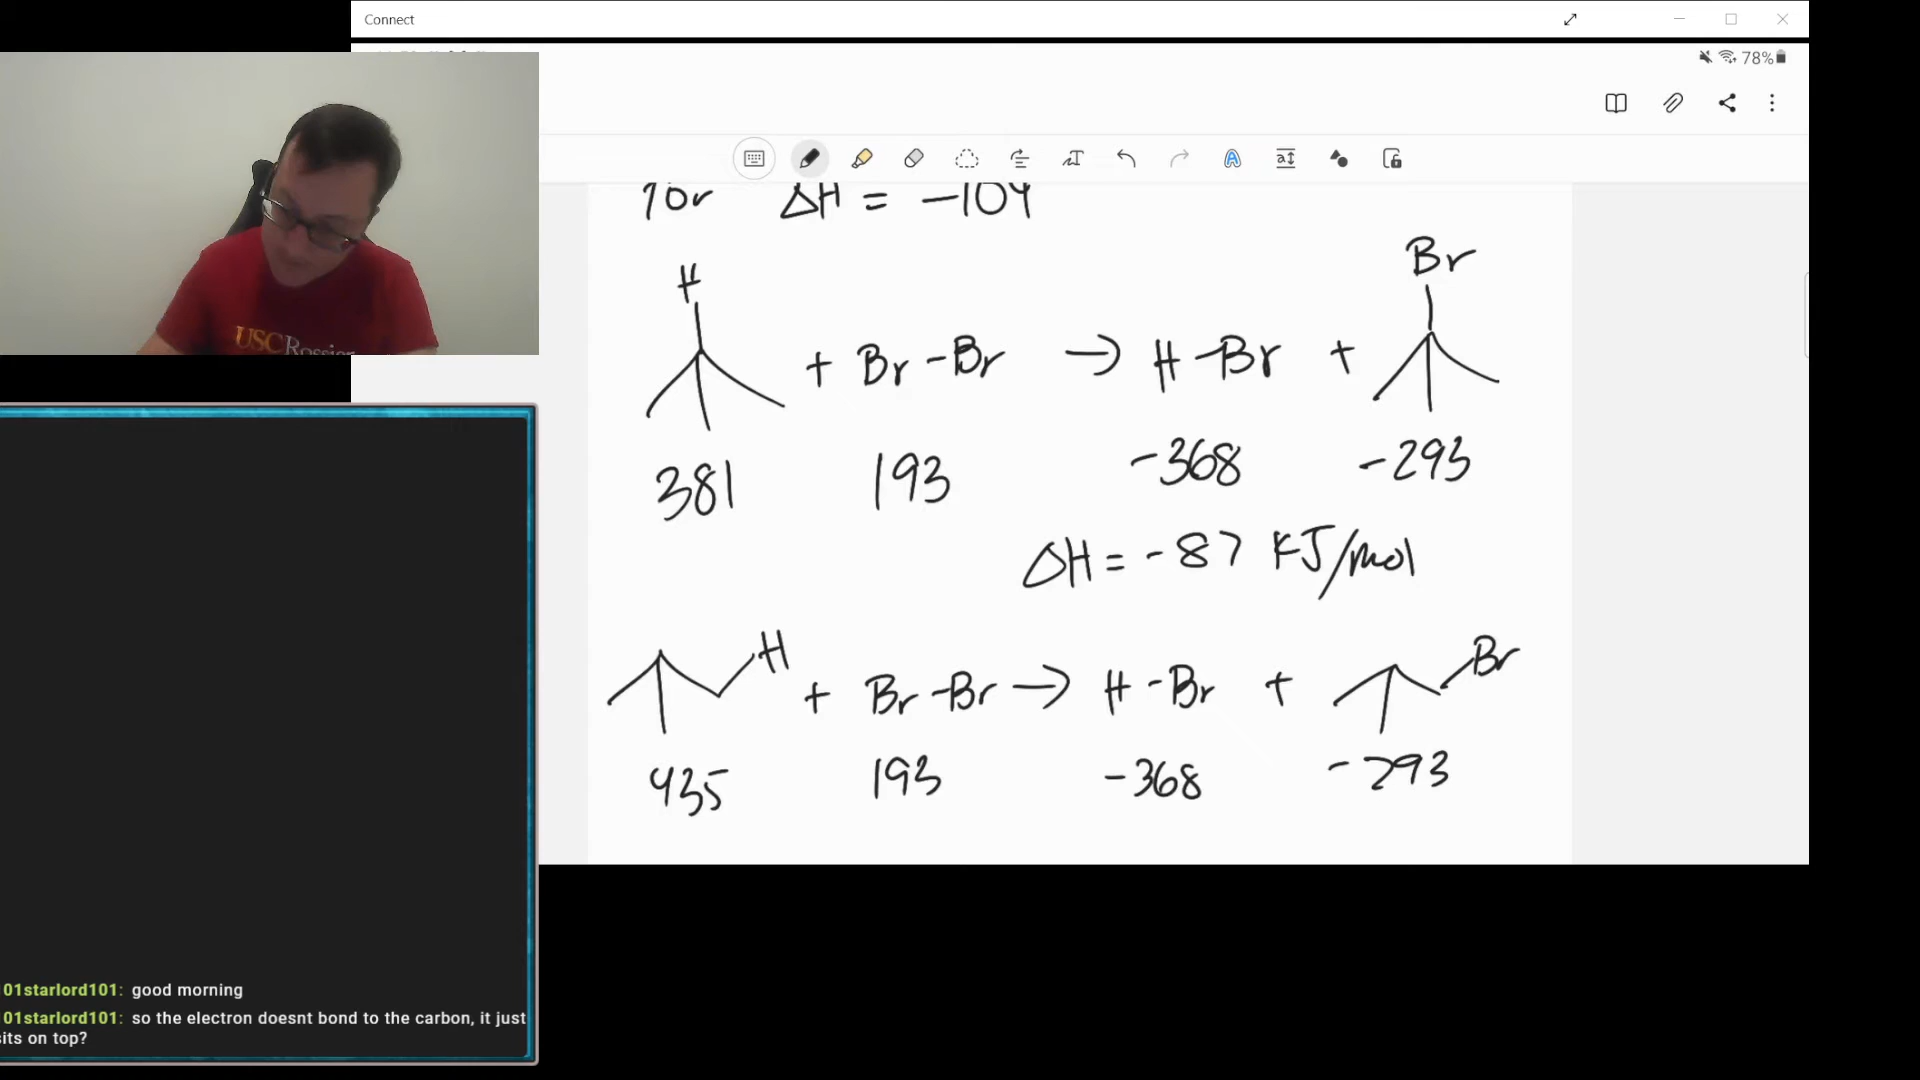 Connect
78%
for ΔH = -104
H
Br
+ Br-Br → H-Br +
381 193 -368 -293
ΔH = -87 KJ/mol
H + Br-Br → H-Br + Br
435 193 -368 -293
USCRossier
01starlord101: good morning
01starlord101: so the electron doesnt bond to the carbon, it just
sits on top?